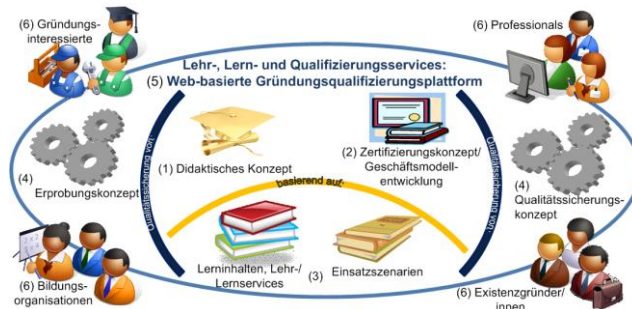 (6) Gründungs-
interessierte
(6) Professionals
Lehr-, Lern- und Qualifizierungsservices:
(5) Web-basierte Gründungsqualifizierungsplattform
Qualitätssicherung von:
(1) Didaktisches Konzept
(2) Zertifizierungskonzept/
Geschäftsmodell-
entwicklung
Qualitätssicherung von:
(4)
Erprobungskonzept
basierend auf:
(4)
Qualitätssicherungs-
konzept
Lerninhalten, Lehr-/
Lernservices
(3)
Einsatzszenarien
(6) Bildungs-
organisationen
(6) Existenzgründer/
innen